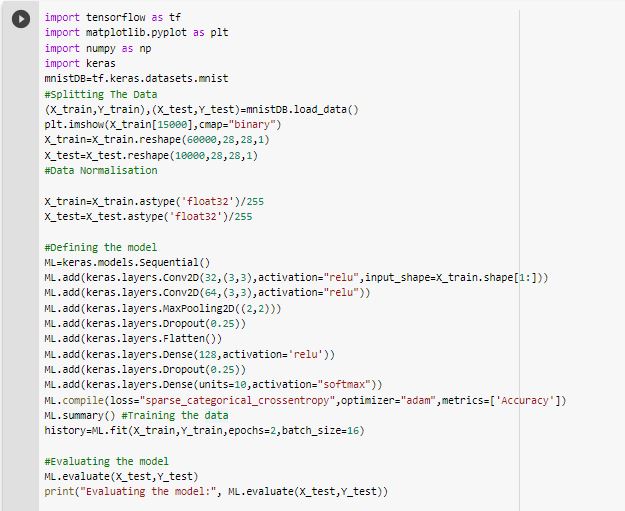 import tensorflow as tf
import matplotlib.pyplot as plt
import numpy as np
import keras
mnistDB=tf.keras.datasets.mnist
#Splitting The Data
(X_train,Y_train),(X_test,Y_test)=mnistDB.load_data()
plt.imshow(X_train[15000],cmap="binary")
X_train=X_train.reshape(60000,28,28,1)
X_test=X_test.reshape(10000,28,28,1)
#Data Normalisation
X_train=X_train.astype('float32')/255
X_test=X_test.astype('float32')/255
#Defining the model
ML=keras.models.Sequential()
ML.add(keras.layers.Conv2D(32,(3,3),activation="relu",input_shape=X_train.shape[1:]))
ML.add(keras.layers.Conv2D(64,(3,3),activation="relu"))
ML.add(keras.layers.MaxPooling2D((2,2)))
ML.add(keras.layers.Dropout(0.25))
ML.add(keras.layers.Flatten())
ML.add(keras.layers.Dense(128,activation='relu'))
ML.add(keras.layers.Dropout(0.25))
ML.add(keras.layers.Dense(units=10,activation="softmax"))
ML.compile(loss="sparse_categorical_crossentropy",optimizer="adam",metrics=['Accuracy'])
ML.summary() #Training the data
history=ML.fit(X_train,Y_train,epochs=2,batch_size=16)
#Evaluating the model
ML.evaluate(X_test,Y_test)
print("Evaluating the model:", ML.evaluate(X_test,Y_test))